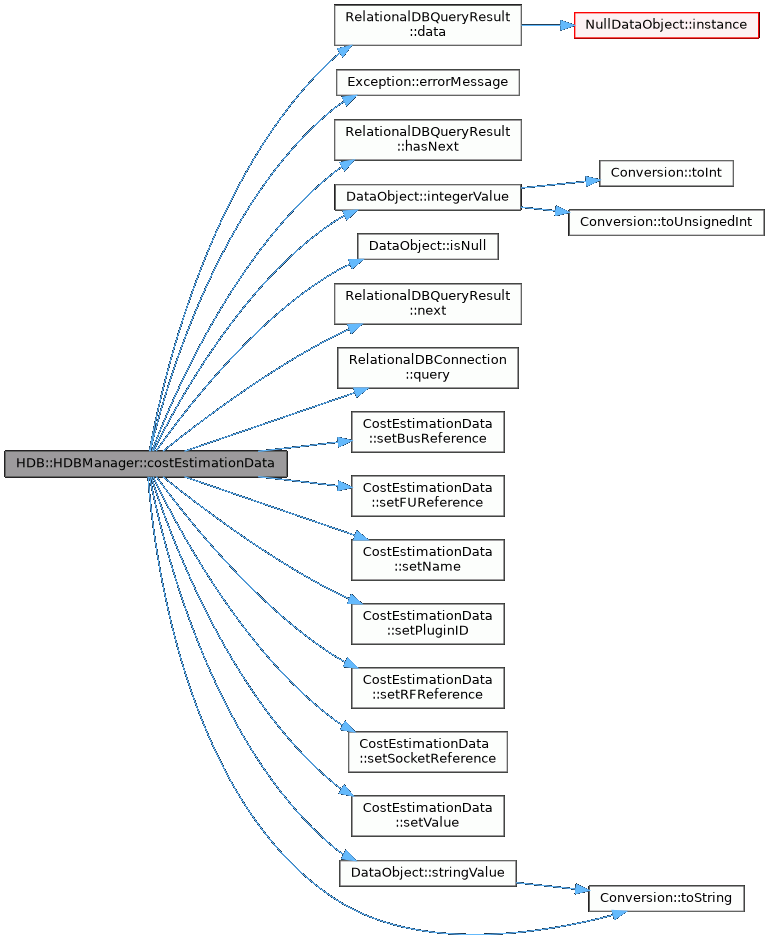 RelationalDBQueryResult
::data
NullDataObject::instance
Exception::errorMessage
RelationalDBQueryResult
::hasNext
Conversion::toInt
DataObject::integerValue
Conversion::toUnsignedInt
DataObject::isNull
RelationalDBQueryResult
::next
RelationalDBConnection
::query
CostEstimationData
::setBusReference
HDB::HDBManager::costEstimationData
CostEstimationData
::setFUReference
CostEstimationData
::setName
CostEstimationData
::setPluginID
CostEstimationData
::setRFReference
CostEstimationData
::setSocketReference
CostEstimationData
::setValue
DataObject::stringValue
Conversion::toString